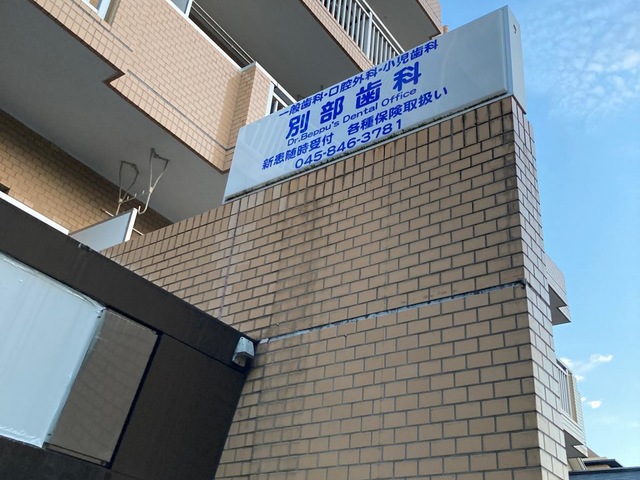 一般歯科・口腔外科・小児歯科
別部歯科
Dr.Beppu's Dental Office
新患随時受付 各種保険取扱い
045-846-3781